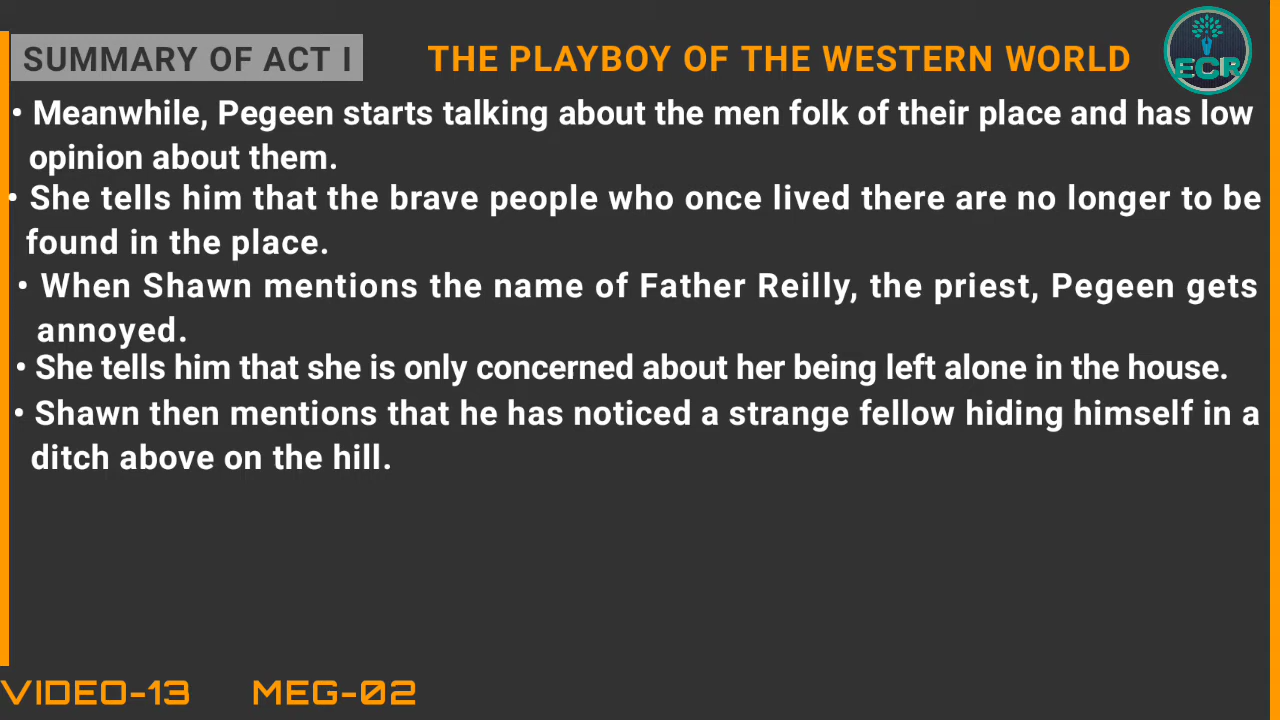 SUMMARY OF ACT I THE PLAYBOY OF THE WESTERN WORLD
ECR
• Meanwhile, Pegeen starts talking about the men folk of their place and has low
opinion about them.
• She tells him that the brave people who once lived there are no longer to be
found in the place.
• When Shawn mentions the name of Father Reilly, the priest, Pegeen gets
annoyed.
• She tells him that she is only concerned about her being left alone in the house.
• Shawn then mentions that he has noticed a strange fellow hiding himself in a
ditch above on the hill.
VIDEO-13 MEG-02